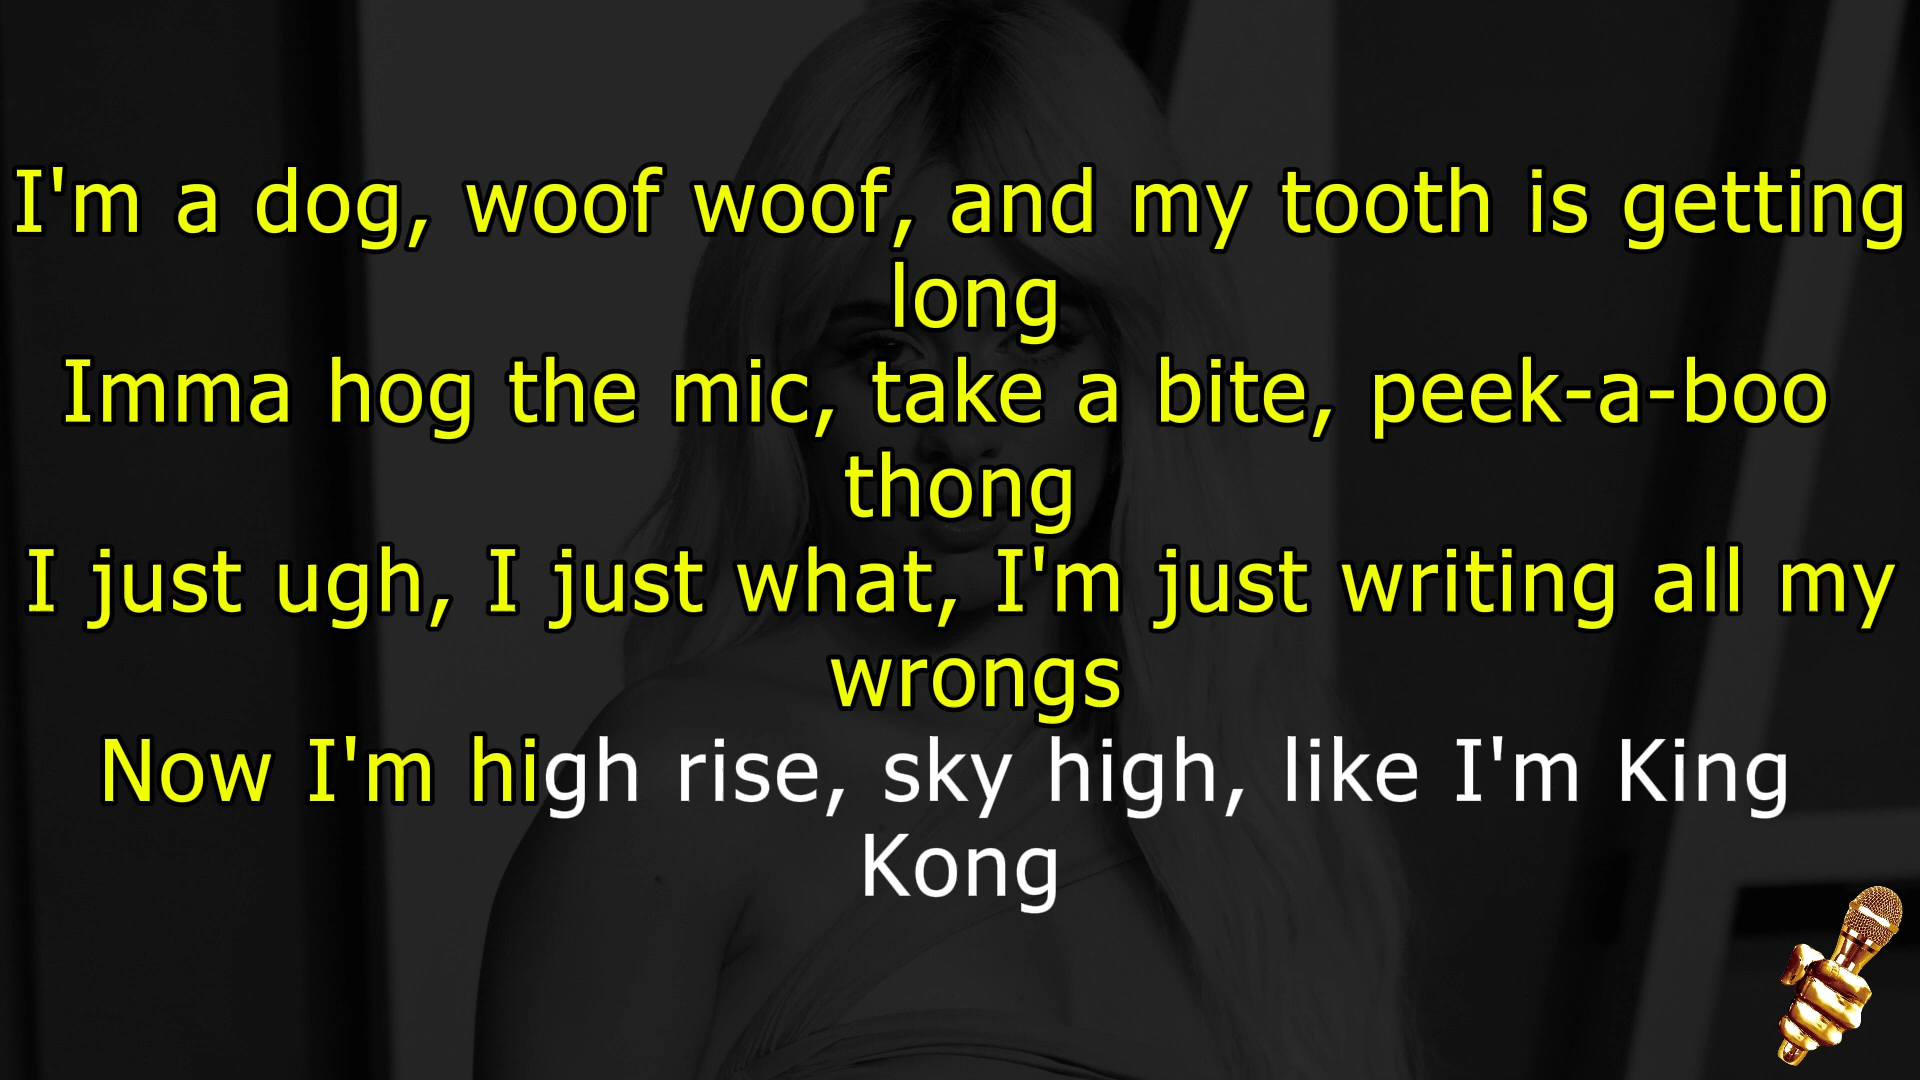 I'm a dog, woof woof, and my tooth is getting
long
Imma hog the mic, take a bite, peek-a-boo
thong
I just ugh, I just what, I'm just writing all my
wrongs
Now I'm high rise, sky high, like I'm King
Kong